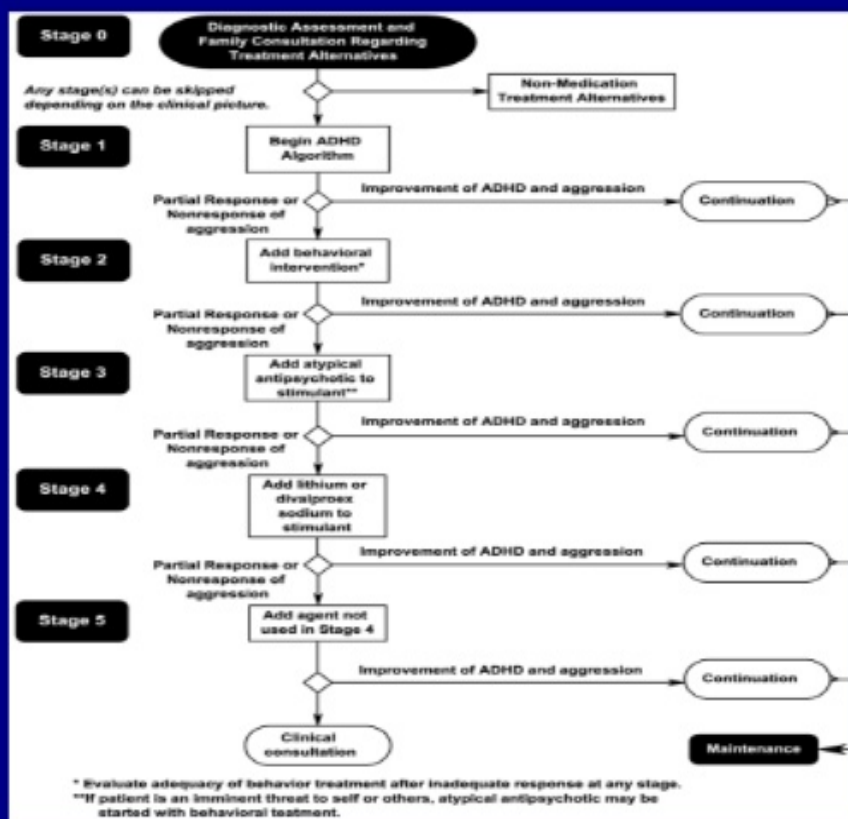 Stage 0
Diagnostic Assessment and
Family Consultation Regarding
Treatment Alternatives
Any stage(s) can be skipped
depending on the clinical picture.
Non-Medication
Treatment Alternatives
Stage 1
Begin ADHD
Algorithm
Partial Response or
Nonresponse of
aggression
Improvement of ADHD and aggression
Continuation
Stage 2
Add behavioral
intervention*
Partial Response or
Nonresponse of
aggression
Improvement of ADHD and aggression
Continuation
Stage 3
Add atypical
antipsychotic to
stimulant**
Partial Response or
Nonresponse of
aggression
Improvement of ADHD and aggression
Continuation
Stage 4
Add lithium or
divalproex
sodium to
stimulant
Partial Response or
Nonresponse of
aggression
Improvement of ADHD and aggression
Continuation
Stage 5
Add agent not
used in Stage 4
Improvement of ADHD and aggression
Continuation
Clinical
consultation
Maintenance
* Evaluate adequacy of behavior treatment after inadequate response at any stage.
**If patient is an imminent threat to self or others, atypical antipsychotic may be
started with behavioral teatment.